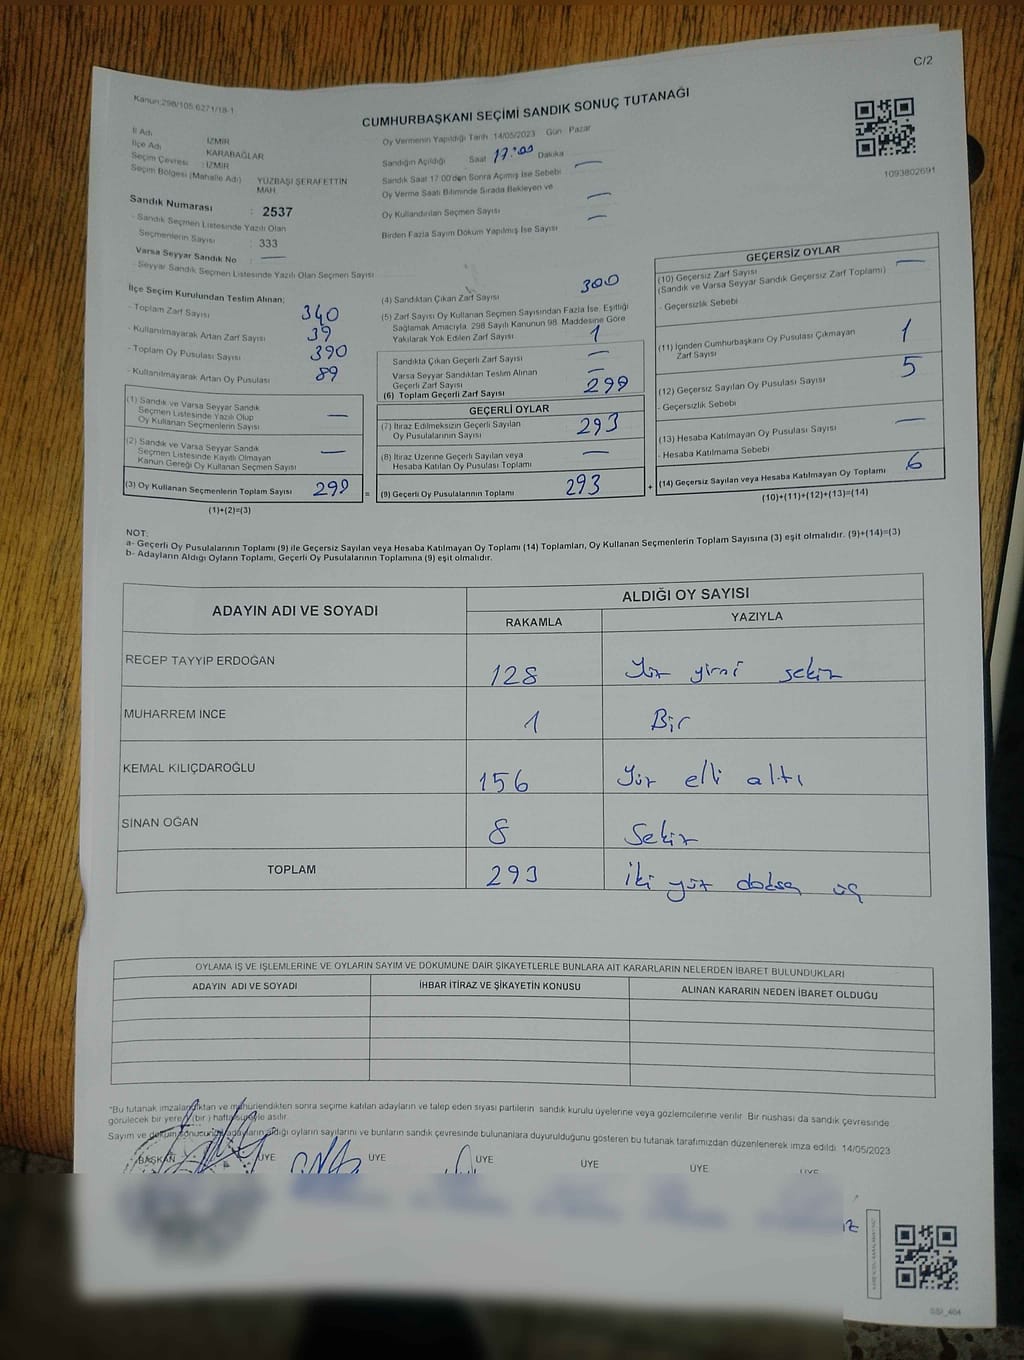 C/2
Kanun:298/105;6271/18-1
CUMHURBAŞKANI SEÇİMİ SANDIK SONUÇ TUTANAĞI
İl Adı : İZMİR
İlçe Adı : KARABAĞLAR
Seçim Çevresi : İZMİR
Seçim Bölgesi (Mahalle Adı) : YÜZBAŞI ŞERAFETTİN MAH.
Sandık Numarası : 2537
- Sandık Seçmen Listesinde Yazılı Olan
Seçmenlerin Sayısı : 333
Varsa Seyyar Sandık No : —
- Seyyar Sandık Seçmen Listesinde Yazılı Olan Seçmen Sayısı
Oy Vermenin Yapıldığı Tarih 14/05/2023 Gün Pazar
Sandığın Açıldığı Saat 17:00 Dakika
Sandık Saat 17.00'den Sonra Açımış İse Sebebi —
Oy Verme Saati Bitiminde Sırada Bekleyen ve
Oy Kullandırılan Seçmen Sayısı —
Birden Fazla Sayım Döküm Yapılmış İse Sayısı —
1093802691
İlçe Seçim Kurulundan Teslim Alınan;
- Toplam Zarf Sayısı 340
- Kullanılmayarak Artan Zarf Sayısı 39
- Toplam Oy Pusulası Sayısı 390
- Kullanılmayarak Artan Oy Pusulası 89
(1) Sandık ve Varsa Seyyar Sandık
Seçmen Listesinde Yazılı Olup
Oy Kullanan Seçmenlerin Sayısı —
(2) Sandık ve Varsa Seyyar Sandık
Seçmen Listesinde Kayıtlı Olmayan
Kanun Gereği Oy Kullanan Seçmen Sayısı —
(3) Oy Kullanan Seçmenlerin Toplam Sayısı 299 =
(1)+(2)=(3)
(4) Sandıktan Çıkan Zarf Sayısı 300
(5) Zarf Sayısı Oy Kullanan Seçmen Sayısından Fazla İse, Eşitliği
Sağlamak Amacıyla, 298 Sayılı Kanunun 98. Maddesine Göre
Yakılarak Yok Edilen Zarf Sayısı 1
Sandıkta Çıkan Geçerli Zarf Sayısı —
Varsa Seyyar Sandıktan Teslim Alınan
Geçerli Zarf Sayısı —
(6) Toplam Geçerli Zarf Sayısı 299
GEÇERLİ OYLAR
(7) İtiraz Edilmeksizin Geçerli Sayılan
Oy Pusulalarının Sayısı 293
(8) İtiraz Üzerine Geçerli Sayılan veya
Hesaba Katılan Oy Pusulası Toplamı —
(9) Geçerli Oy Pusulalarının Toplamı 293 +
GEÇERSİZ OYLAR
(10) Geçersiz Zarf Sayısı —
(Sandık ve Varsa Seyyar Sandık Geçersiz Zarf Toplamı)
- Geçersizlik Sebebi
(11) İçinden Cumhurbaşkanı Oy Pusulası Çıkmayan
Zarf Sayısı 1
(12) Geçersiz Sayılan Oy Pusulası Sayısı 5
- Geçersizlik Sebebi
(13) Hesaba Katılmayan Oy Pusulası Sayısı —
- Hesaba Katılmama Sebebi
(14) Geçersiz Sayılan veya Hesaba Katılmayan Oy Toplamı 6
(10)+(11)+(12)+(13)=(14)
NOT:
a- Geçerli Oy Pusulalarının Toplamı (9) ile Geçersiz Sayılan veya Hesaba Katılmayan Oy Toplamı (14) Toplamları, Oy Kullanan Seçmenlerin Toplam Sayısına (3) eşit olmalıdır. (9)+(14)=(3)
b- Adayların Aldığı Oyların Toplamı, Geçerli Oy Pusulalarının Toplamına (9) eşit olmalıdır.
ADAYIN ADI VE SOYADI ALDIĞI OY SAYISI
RAKAMLA YAZIYLA
RECEP TAYYİP ERDOĞAN 128 Yüz yirmi sekiz
MUHARREM İNCE 1 Bir
KEMAL KILIÇDAROĞLU 156 Yüz elli altı
SİNAN OĞAN 8 Sekiz
TOPLAM 293 İki yüz doksan üç
OYLAMA İŞ VE İŞLEMLERİNE VE OYLARIN SAYIM VE DÖKÜMÜNE DAİR ŞİKAYETLERLE BUNLARA AİT KARARLARIN NELERDEN İBARET BULUNDUKLARI
ADAYIN ADI VE SOYADI İHBAR İTİRAZ VE ŞİKAYETİN KONUSU ALINAN KARARIN NEDEN İBARET OLDUĞU
*Bu tutanak imzalandıktan ve mühürlendikten sonra seçime katılan adayların ve talep eden siyasi partilerin sandık kurulu üyelerine veya gözlemcilerine verilir. Bir nüshası da sandık çevresinde
görülecek bir yere 1 (bir) hafta süreyle asılır.
Sayım ve döküm sonucunda adayların aldığı oyların sayılarını ve bunların sandık çevresinde bulunanlara duyurulduğunu gösteren bu tutanak tarafımızdan düzenlenerek imza edildi. 14/05/2023
BAŞKAN ÜYE ÜYE ÜYE ÜYE ÜYE ÜYE
SSI_464